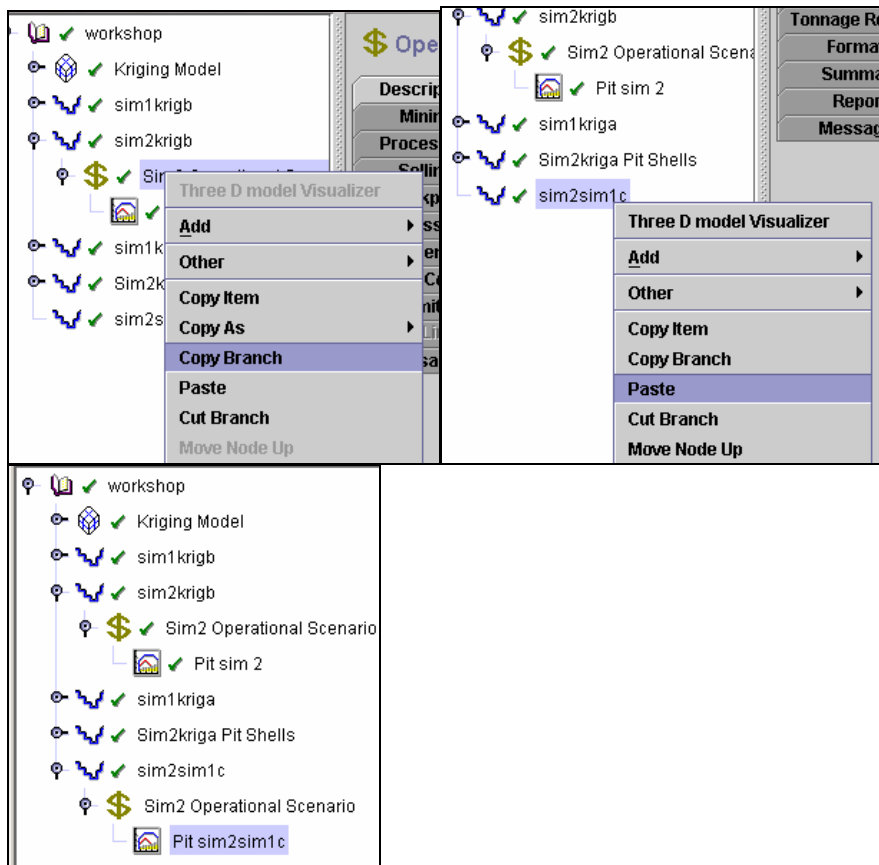 workshop
Kriging Model
sim1krigb
sim2krigb
sim1k
Sim2k
sim2s
$ Ope
Descrip
Minin
Process
Sellin
Three D model Visualizer
Add
Other
Copy Item
Copy As
Copy Branch
Paste
Cut Branch
Move Node Up
sim2krigb
Sim2 Operational Scena
Pit sim 2
sim1kriga
Sim2kriga Pit Shells
sim2sim1c
Tonnage Re
Format
Summa
Repor
Messag
Three D model Visualizer
Add
Other
Copy Item
Copy Branch
Paste
Cut Branch
Move Node Up
workshop
Kriging Model
sim1krigb
sim2krigb
Sim2 Operational Scenario
Pit sim 2
sim1kriga
Sim2kriga Pit Shells
sim2sim1c
Sim2 Operational Scenario
Pit sim2sim1c